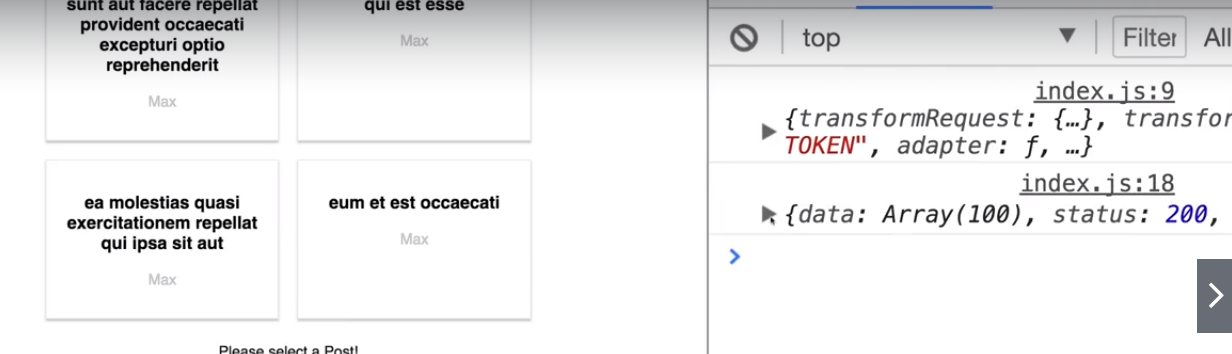 sunt aut facere repellat
provident occaecati
excepturi optio
reprehenderit
Max
qui est esse
Max
ea molestias quasi
exercitationem repellat
qui ipsa sit aut
Max
eum et est occaecati
Max
Please select a Post!
top
Filter
All
index.js:9
{transformRequest: {…}, transfor
TOKEN", adapter: ƒ, …}
index.js:18
{data: Array(100), status: 200,